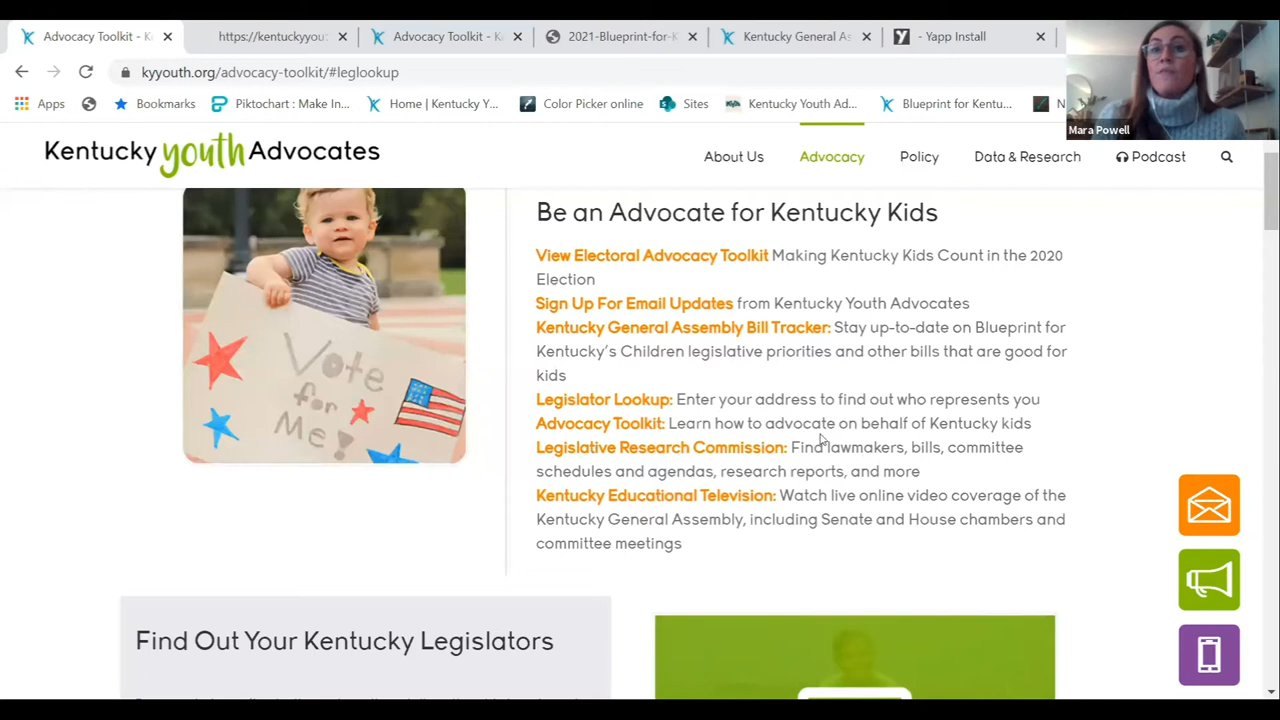 Advocacy Toolkit - K
https://kentuckyyou
Advocacy Toolkit - K
2021-Blueprint-for-K
Kentucky General As
- Yapp Install
kyyouth.org/advocacy-toolkit/#leglookup
Apps
Bookmarks
Piktochart : Make In...
Home | Kentucky Y...
Color Picker online
Sites
Kentucky Youth Ad...
Blueprint for Kentu...
N
Mara Powell
Kentucky youth Advocates
About Us
Advocacy
Policy
Data & Research
Podcast
Vote
for
Me!
Be an Advocate for Kentucky Kids
View Electoral Advocacy Toolkit Making Kentucky Kids Count in the 2020
Election
Sign Up For Email Updates from Kentucky Youth Advocates
Kentucky General Assembly Bill Tracker: Stay up-to-date on Blueprint for
Kentucky's Children legislative priorities and other bills that are good for
kids
Legislator Lookup: Enter your address to find out who represents you
Advocacy Toolkit: Learn how to advocate on behalf of Kentucky kids
Legislative Research Commission: Find lawmakers, bills, committee
schedules and agendas, research reports, and more
Kentucky Educational Television: Watch live online video coverage of the
Kentucky General Assembly, including Senate and House chambers and
committee meetings
Find Out Your Kentucky Legislators